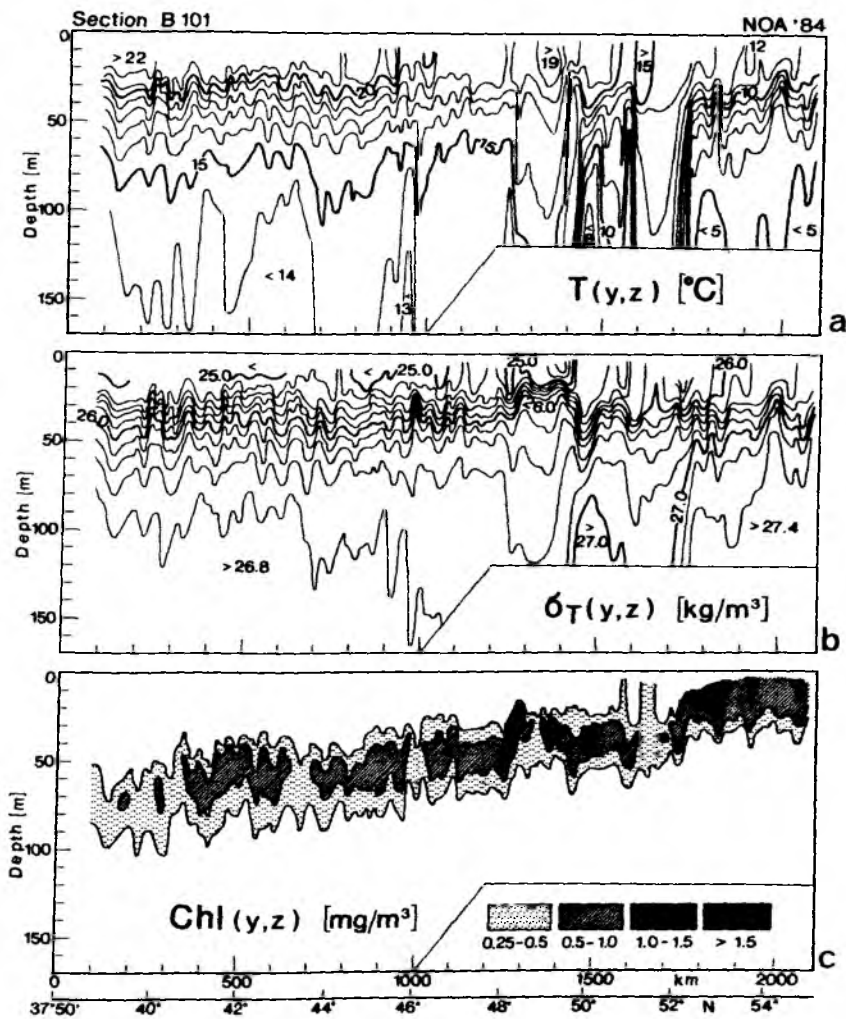 Section B 101 NOA '84
0
50
100
150
Depth [m]
> 22
20
15
15
< 14
13
> 19
> 15
12
10
10
< 5
< 5
T (y,z) [°C]
a
0
50
100
150
Depth [m]
26.0
25.0
<
< 25.0
25.0
26.0
> 26.8
> 27.0
27.0
> 27.4
б T (y,z) [kg/m³]
b
0
50
100
150
Depth [m]
Chl (y,z) [mg/m³]
0.25-0.5 0.5-1.0 1.0-1.5 > 1.5
c
0 500 1000 1500 km 2000
37°50' 40° 42° 44° 46° 48° 50° 52° N 54°